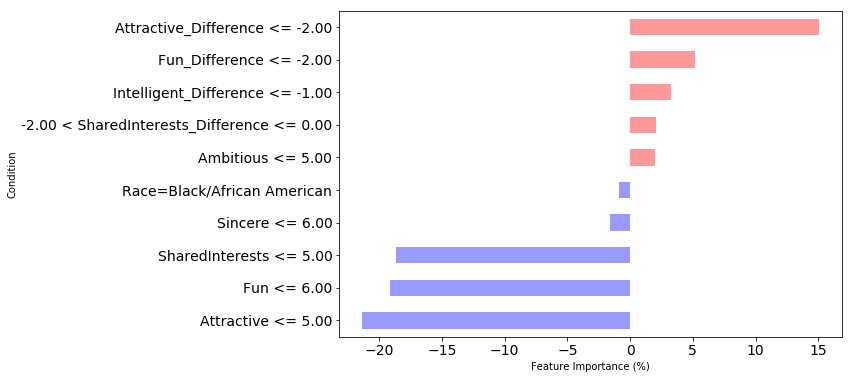 Attractive_Difference <= -2.00
Fun_Difference <= -2.00
Intelligent_Difference <= -1.00
-2.00 < SharedInterests_Difference <= 0.00
Ambitious <= 5.00
Race=Black/African American
Sincere <= 6.00
SharedInterests <= 5.00
Fun <= 6.00
Attractive <= 5.00
Condition
−20 −15 −10 −5 0 5 10 15
Feature Importance (%)